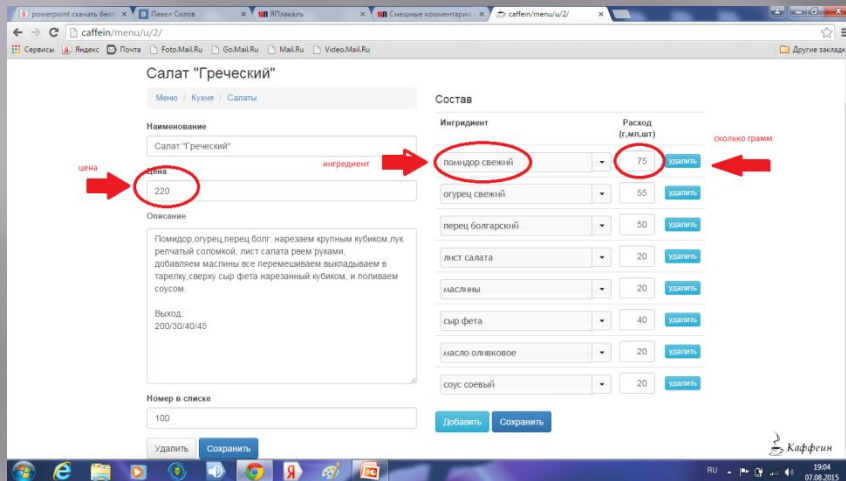 powerpoint скачать бесп
Павел Силов
ЯПлакалъ
Смешные комментарии
caffein/menu/u/2/
caffein/menu/u/2/
Сервисы
Яндекс
Почта
Foto.Mail.Ru
Go.Mail.Ru
Mail.Ru
Video.Mail.Ru
Другие закладк
Салат "Греческий"
Меню / Кухня / Салаты
Наименование
Салат "Греческий"
цена
Цена
220
Описание
Помидор,огурец,перец болг. нарезаем крупным кубиком,лук
репчатый соломкой, лист салата рвем руками,
добавляем маслины все перемешиваем выкладываем в
тарелку,сверху сыр фета нарезанный кубиком, и поливаем
соусом.
Выход:
200/30/40/45
Номер в списке
100
Удалить
Сохранить
Состав
Ингридиент
Расход
(г,мл,шт)
ингредиент
сколько грамм
помидор свежий 75 удалить
огурец свежий 55 удалить
перец болгарский 50 удалить
лист салата 20 удалить
маслины 20 удалить
сыр фета 40 удалить
масло оливковое 20 удалить
соус соевый 20 удалить
Добавить
Сохранить
Каффеин
RU
19:04
07.08.2015